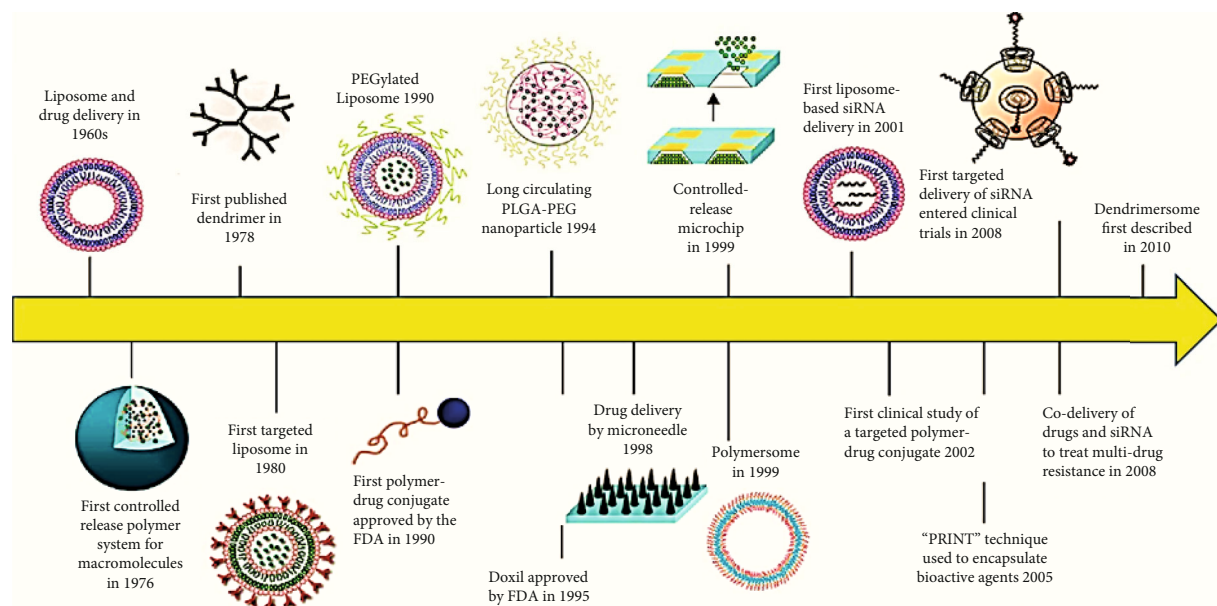 Liposome and
drug delivery in
1960s
First published
dendrimer in
1978
PEGylated
Liposome 1990
Long circulating
PLGA-PEG
nanoparticle 1994
Controlled-
release
microchip
in 1999
First liposome-
based siRNA
delivery in 2001
First targeted
delivery of siRNA
entered clinical
trials in 2008
Dendrimersome
first described
in 2010
First controlled
release polymer
system for
macromolecules
in 1976
First targeted
liposome in
1980
First polymer-
drug conjugate
approved by the
FDA in 1990
Doxil approved
by FDA in 1995
Drug delivery
by microneedle
1998
Polymersome
in 1999
First clinical study of
a targeted polymer-
drug conjugate 2002
"PRINT" technique
used to encapsulate
bioactive agents 2005
Co-delivery of
drugs and siRNA
to treat multi-drug
resistance in 2008